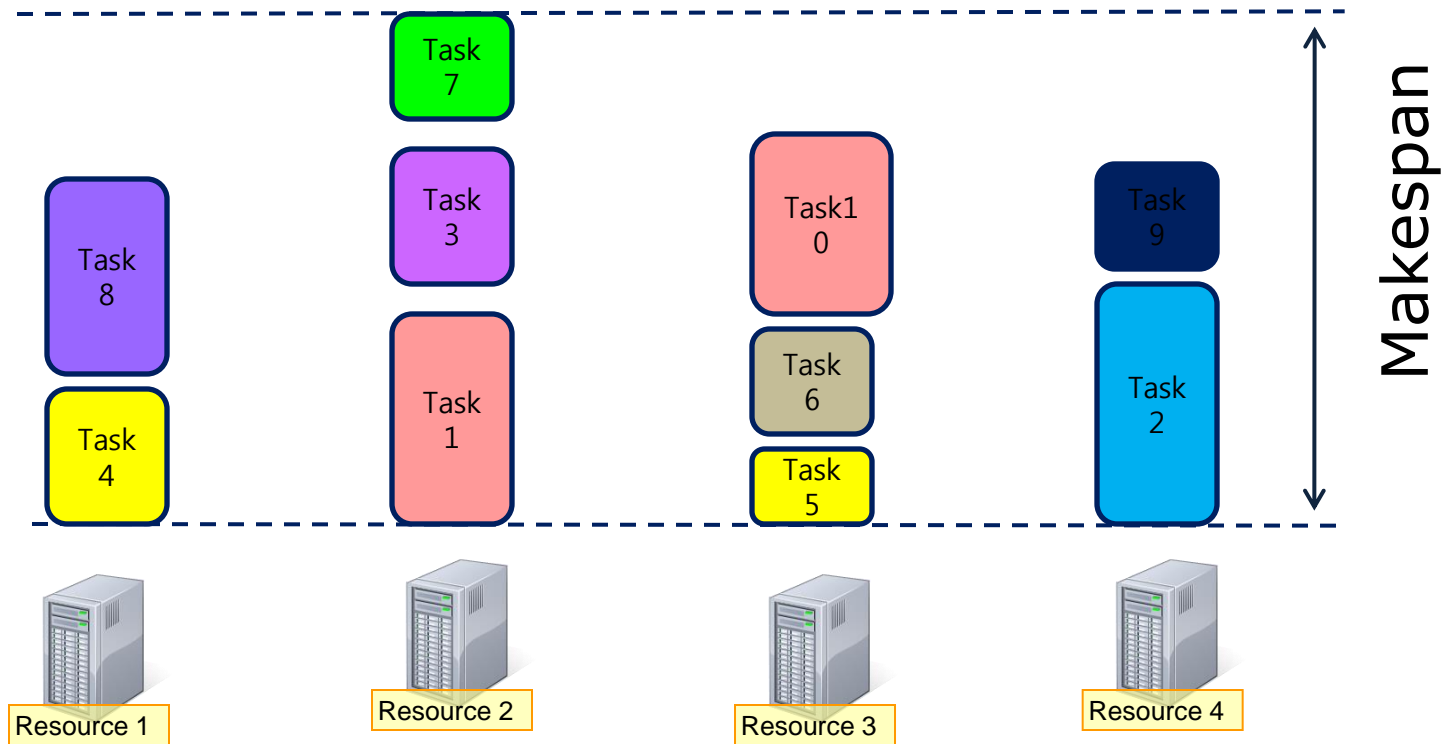 Task
7
Task
3
Task1
0
Task
9
Task
8
Task
6
Task
1
Task
2
Task
4
Task
5
Makespan
Resource 1
Resource 2
Resource 3
Resource 4